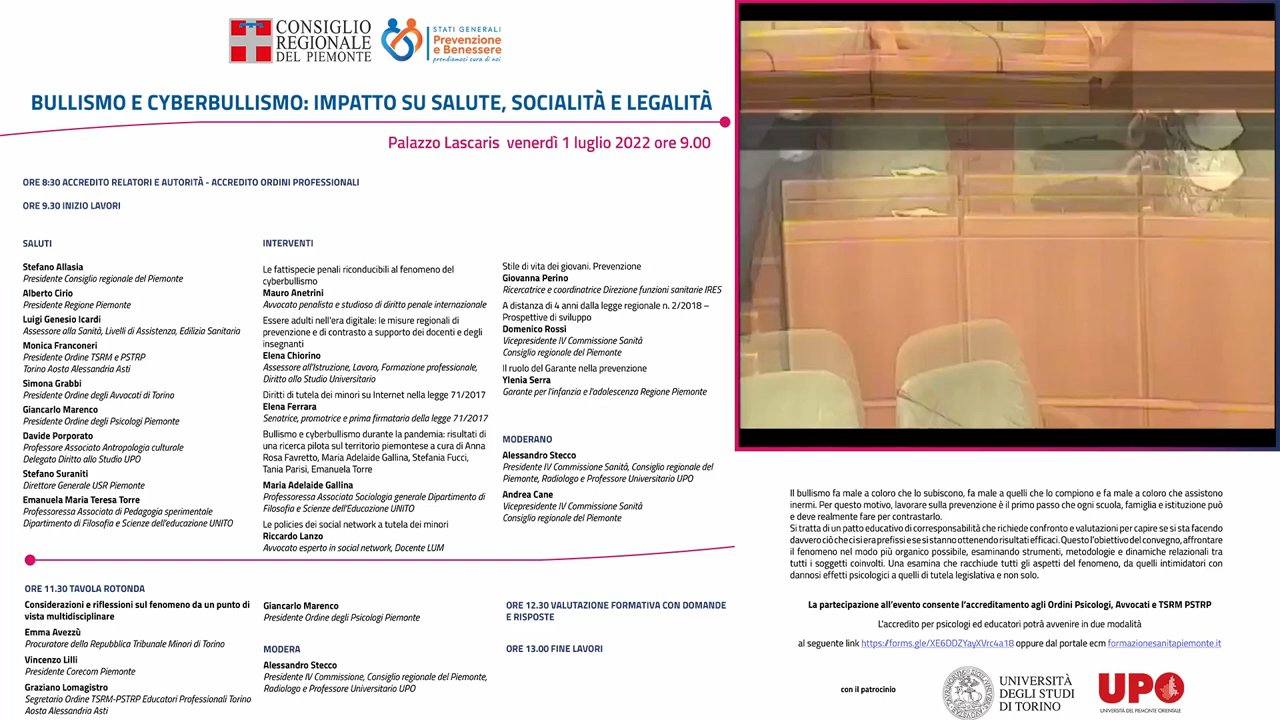 CONSIGLIO
REGIONALE
DEL PIEMONTE
STATI GENERALI
Prevenzione
e Benessere
prendiamoci cura di noi
BULLISMO E CYBERBULLISMO: IMPATTO SU SALUTE, SOCIALITÀ E LEGALITÀ
Palazzo Lascaris venerdì 1 luglio 2022 ore 9.00
ORE 8:30 ACCREDITO RELATORI E AUTORITÀ - ACCREDITO ORDINI PROFESSIONALI
ORE 9.30 INIZIO LAVORI
SALUTI
Stefano Allasia
Presidente Consiglio regionale del Piemonte
Alberto Cirio
Presidente Regione Piemonte
Luigi Genesio Icardi
Assessore alla Sanità, Livelli di Assistenza, Edilizia Sanitaria
Monica Franconeri
Presidente Ordine TSRM e PSTRP
Torino Aosta Alessandria Asti
Simona Grabbi
Presidente Ordine degli Avvocati di Torino
Giancarlo Marenco
Presidente Ordine degli Psicologi Piemonte
Davide Porporato
Professore Associato Antropologia culturale
Delegato Diritto allo Studio UPO
Stefano Suraniti
Direttore Generale USR Piemonte
Emanuela Maria Teresa Torre
Professoressa Associata di Pedagogia sperimentale
Dipartimento di Filosofia e Scienze dell'educazione UNITO
INTERVENTI
Le fattispecie penali riconducibili al fenomeno del
cyberbullismo
Mauro Anetrini
Avvocato penalista e studioso di diritto penale internazionale
Essere adulti nell'era digitale: le misure regionali di
prevenzione e di contrasto a supporto dei docenti e degli
insegnanti
Elena Chiorino
Assessore all'Istruzione, Lavoro, Formazione professionale,
Diritto allo Studio Universitario
Diritti di tutela dei minori su Internet nella legge 71/2017
Elena Ferrara
Senatrice, promotrice e prima firmataria della legge 71/2017
Bullismo e cyberbullismo durante la pandemia: risultati di
una ricerca pilota sul territorio piemontese a cura di Anna
Rosa Favretto, Maria Adelaide Gallina, Stefania Fucci,
Tania Parisi, Emanuela Torre
Maria Adelaide Gallina
Professoressa Associata Sociologia generale Dipartimento di
Filosofia e Scienze dell'Educazione UNITO
Le policies dei social network a tutela dei minori
Riccardo Lanzo
Avvocato esperto in social network, Docente LUM
Stile di vita dei giovani. Prevenzione
Giovanna Perino
Ricercatrice e coordinatrice Direzione funzioni sanitarie IRES
A distanza di 4 anni dalla legge regionale n. 2/2018 –
Prospettive di sviluppo
Domenico Rossi
Vicepresidente IV Commissione Sanità
Consiglio regionale del Piemonte
Il ruolo del Garante nella prevenzione
Ylenia Serra
Garante per l'infanzia e l'adolescenza Regione Piemonte
MODERANO
Alessandro Stecco
Presidente IV Commissione Sanità, Consiglio regionale del
Piemonte, Radiologo e Professore Universitario UPO
Andrea Cane
Vicepresidente IV Commissione Sanità
Consiglio regionale del Piemonte
ORE 11.30 TAVOLA ROTONDA
Considerazioni e riflessioni sul fenomeno da un punto di
vista multidisciplinare
Emma Avezzù
Procuratore della Repubblica Tribunale Minori di Torino
Vincenzo Lilli
Presidente Corecom Piemonte
Graziano Lomagistro
Segretario Ordine TSRM-PSTRP Educatori Professionali Torino
Aosta Alessandria Asti
Giancarlo Marenco
Presidente Ordine degli Psicologi Piemonte
MODERA
Alessandro Stecco
Presidente IV Commissione, Consiglio regionale del Piemonte,
Radiologo e Professore Universitario UPO
ORE 12.30 VALUTAZIONE FORMATIVA CON DOMANDE
E RISPOSTE
ORE 13.00 FINE LAVORI
Il bullismo fa male a coloro che lo subiscono, fa male a quelli che lo compiono e fa male a coloro che assistono
inermi. Per questo motivo, lavorare sulla prevenzione è il primo passo che ogni scuola, famiglia e istituzione può
e deve realmente fare per contrastarlo.
Si tratta di un patto educativo di corresponsabilità che richiede confronto e valutazioni per capire se si sta facendo
davvero ciò che ci si era prefissi e se si stanno ottenendo risultati efficaci. Questo l'obiettivo del convegno, affrontare
il fenomeno nel modo più organico possibile, esaminando strumenti, metodologie e dinamiche relazionali tra
tutti i soggetti coinvolti. Una esamina che racchiude tutti gli aspetti del fenomeno, da quelli intimidatori con
dannosi effetti psicologici a quelli di tutela legislativa e non solo.
La partecipazione all'evento consente l'accreditamento agli Ordini Psicologi, Avvocati e TSRM PSTRP
L'accredito per psicologi ed educatori potrà avvenire in due modalità
al seguente link https://forms.gle/XE6DDZYayXVrc4a18 oppure dal portale ecm formazionesanitapiemonte.it
con il patrocinio
UNIVERSITÀ
DEGLI STUDI
DI TORINO
UPO
UNIVERSITÀ DEL PIEMONTE ORIENTALE